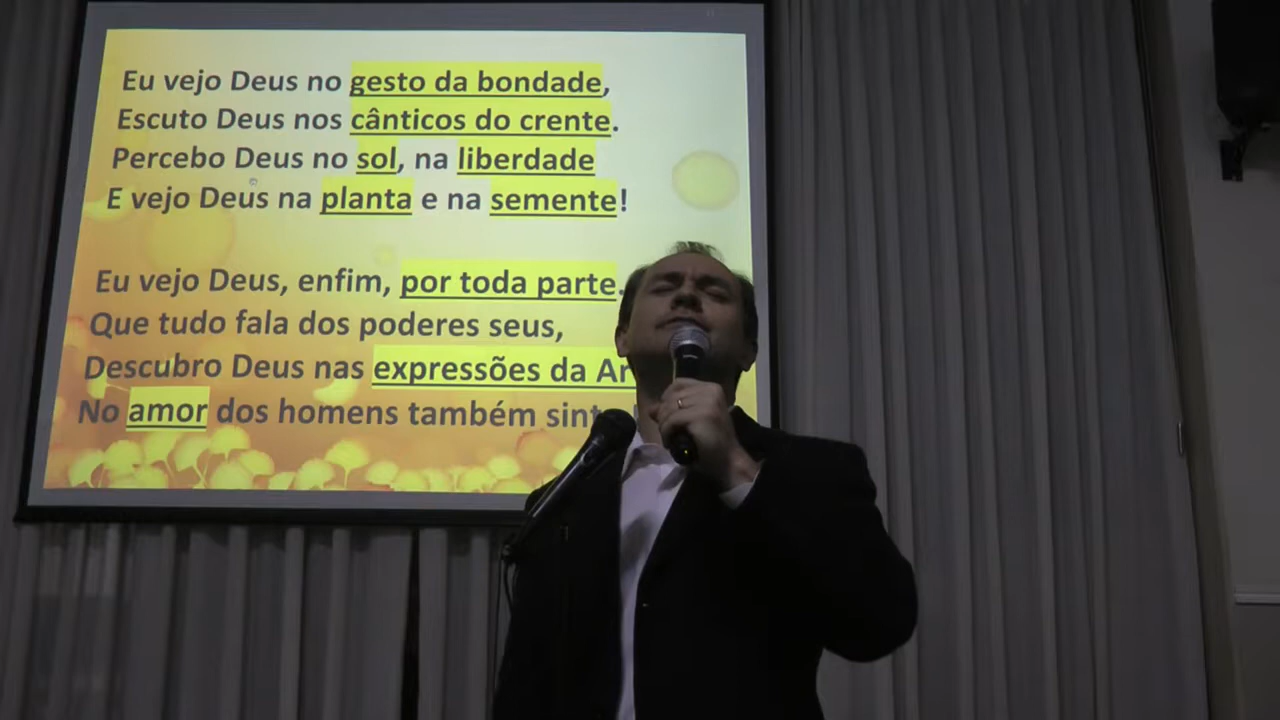 Eu vejo Deus no gesto da bondade,
Escuto Deus nos cânticos do crente.
Percebo Deus no sol, na liberdade
E vejo Deus na planta e na semente!
Eu vejo Deus, enfim, por toda parte.
Que tudo fala dos poderes seus,
Descubro Deus nas expressões da
No amor dos homens também